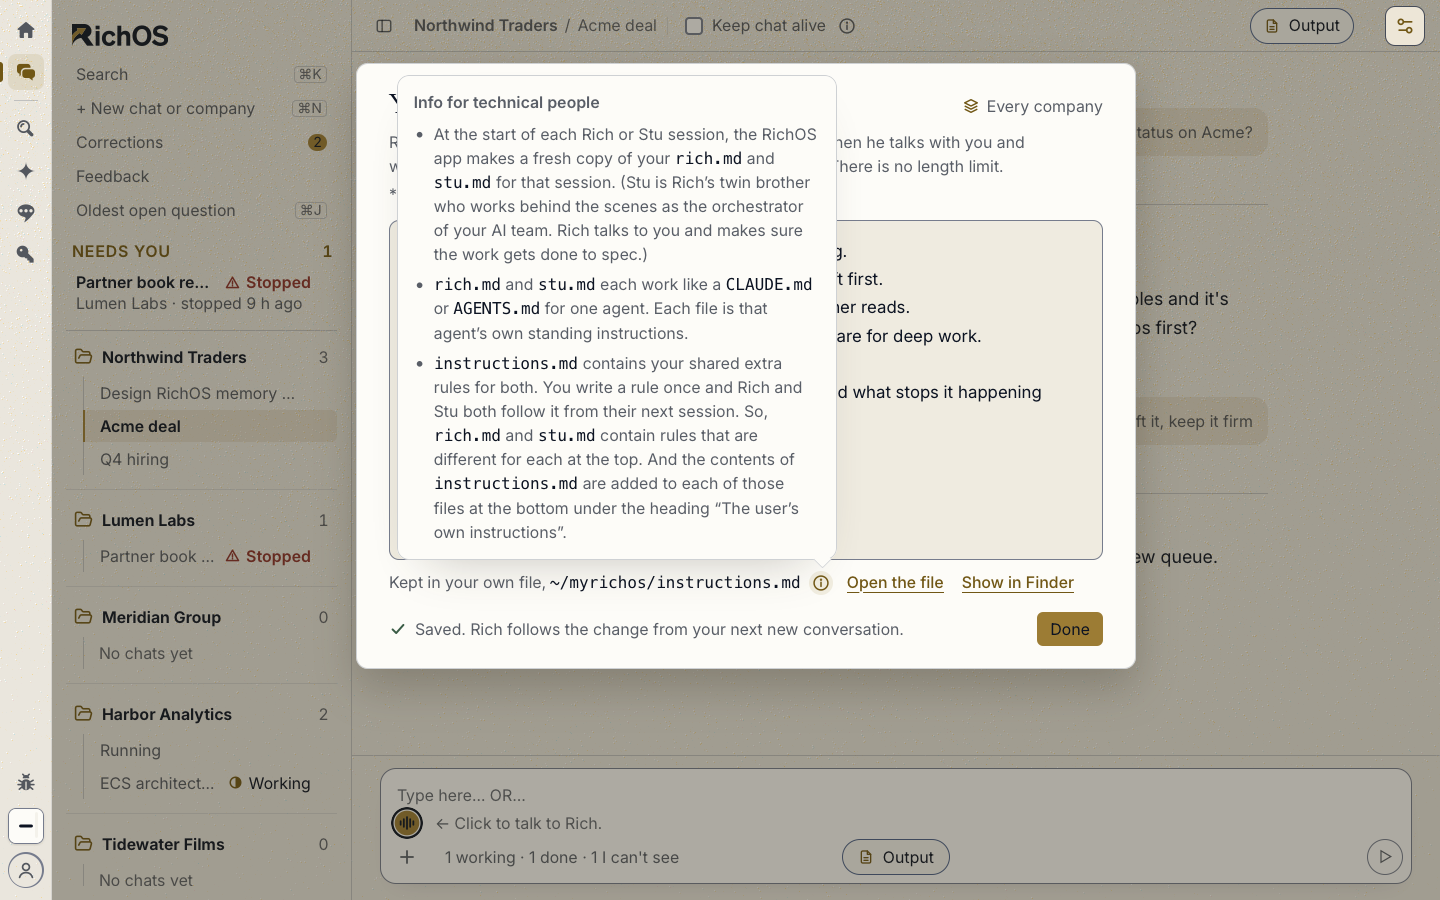 RichOS
Search ⌘K
+ New chat or company ⌘N
Corrections 2
Feedback
Oldest open question ⌘J
NEEDS YOU 1
Partner book re... Stopped
Lumen Labs · stopped 9 h ago
Northwind Traders 3
Design RichOS memory ...
Acme deal
Q4 hiring
Lumen Labs 1
Partner book ... Stopped
Meridian Group 0
No chats yet
Harbor Analytics 2
Running
ECS architect... Working
Tidewater Films 0
No chats yet
Northwind Traders / Acme deal Keep chat alive
Output
Every company
Info for technical people
• At the start of each Rich or Stu session, the RichOS
app makes a fresh copy of your rich.md and
stu.md for that session. (Stu is Rich’s twin brother
who works behind the scenes as the orchestrator
of your AI team. Rich talks to you and makes sure
the work gets done to spec.)
• rich.md and stu.md each work like a CLAUDE.md
or AGENTS.md for one agent. Each file is that
agent’s own standing instructions.
• instructions.md contains your shared extra
rules for both. You write a rule once and Rich and
Stu both follow it from their next session. So,
rich.md and stu.md contain rules that are
different for each at the top. And the contents of
instructions.md are added to each of those
files at the bottom under the heading “The user’s
own instructions”.
he talks with you and
There is no length limit.
first.
reads.
are for deep work.
what stops it happening
on Acme?
and it's
first?
it, keep it firm
queue.
Kept in your own file, ~/myrichos/instructions.md Open the file Show in Finder
Saved. Rich follows the change from your next new conversation.
Done
Type here... OR...
← Click to talk to Rich.
1 working · 1 done · 1 I can't see
Output